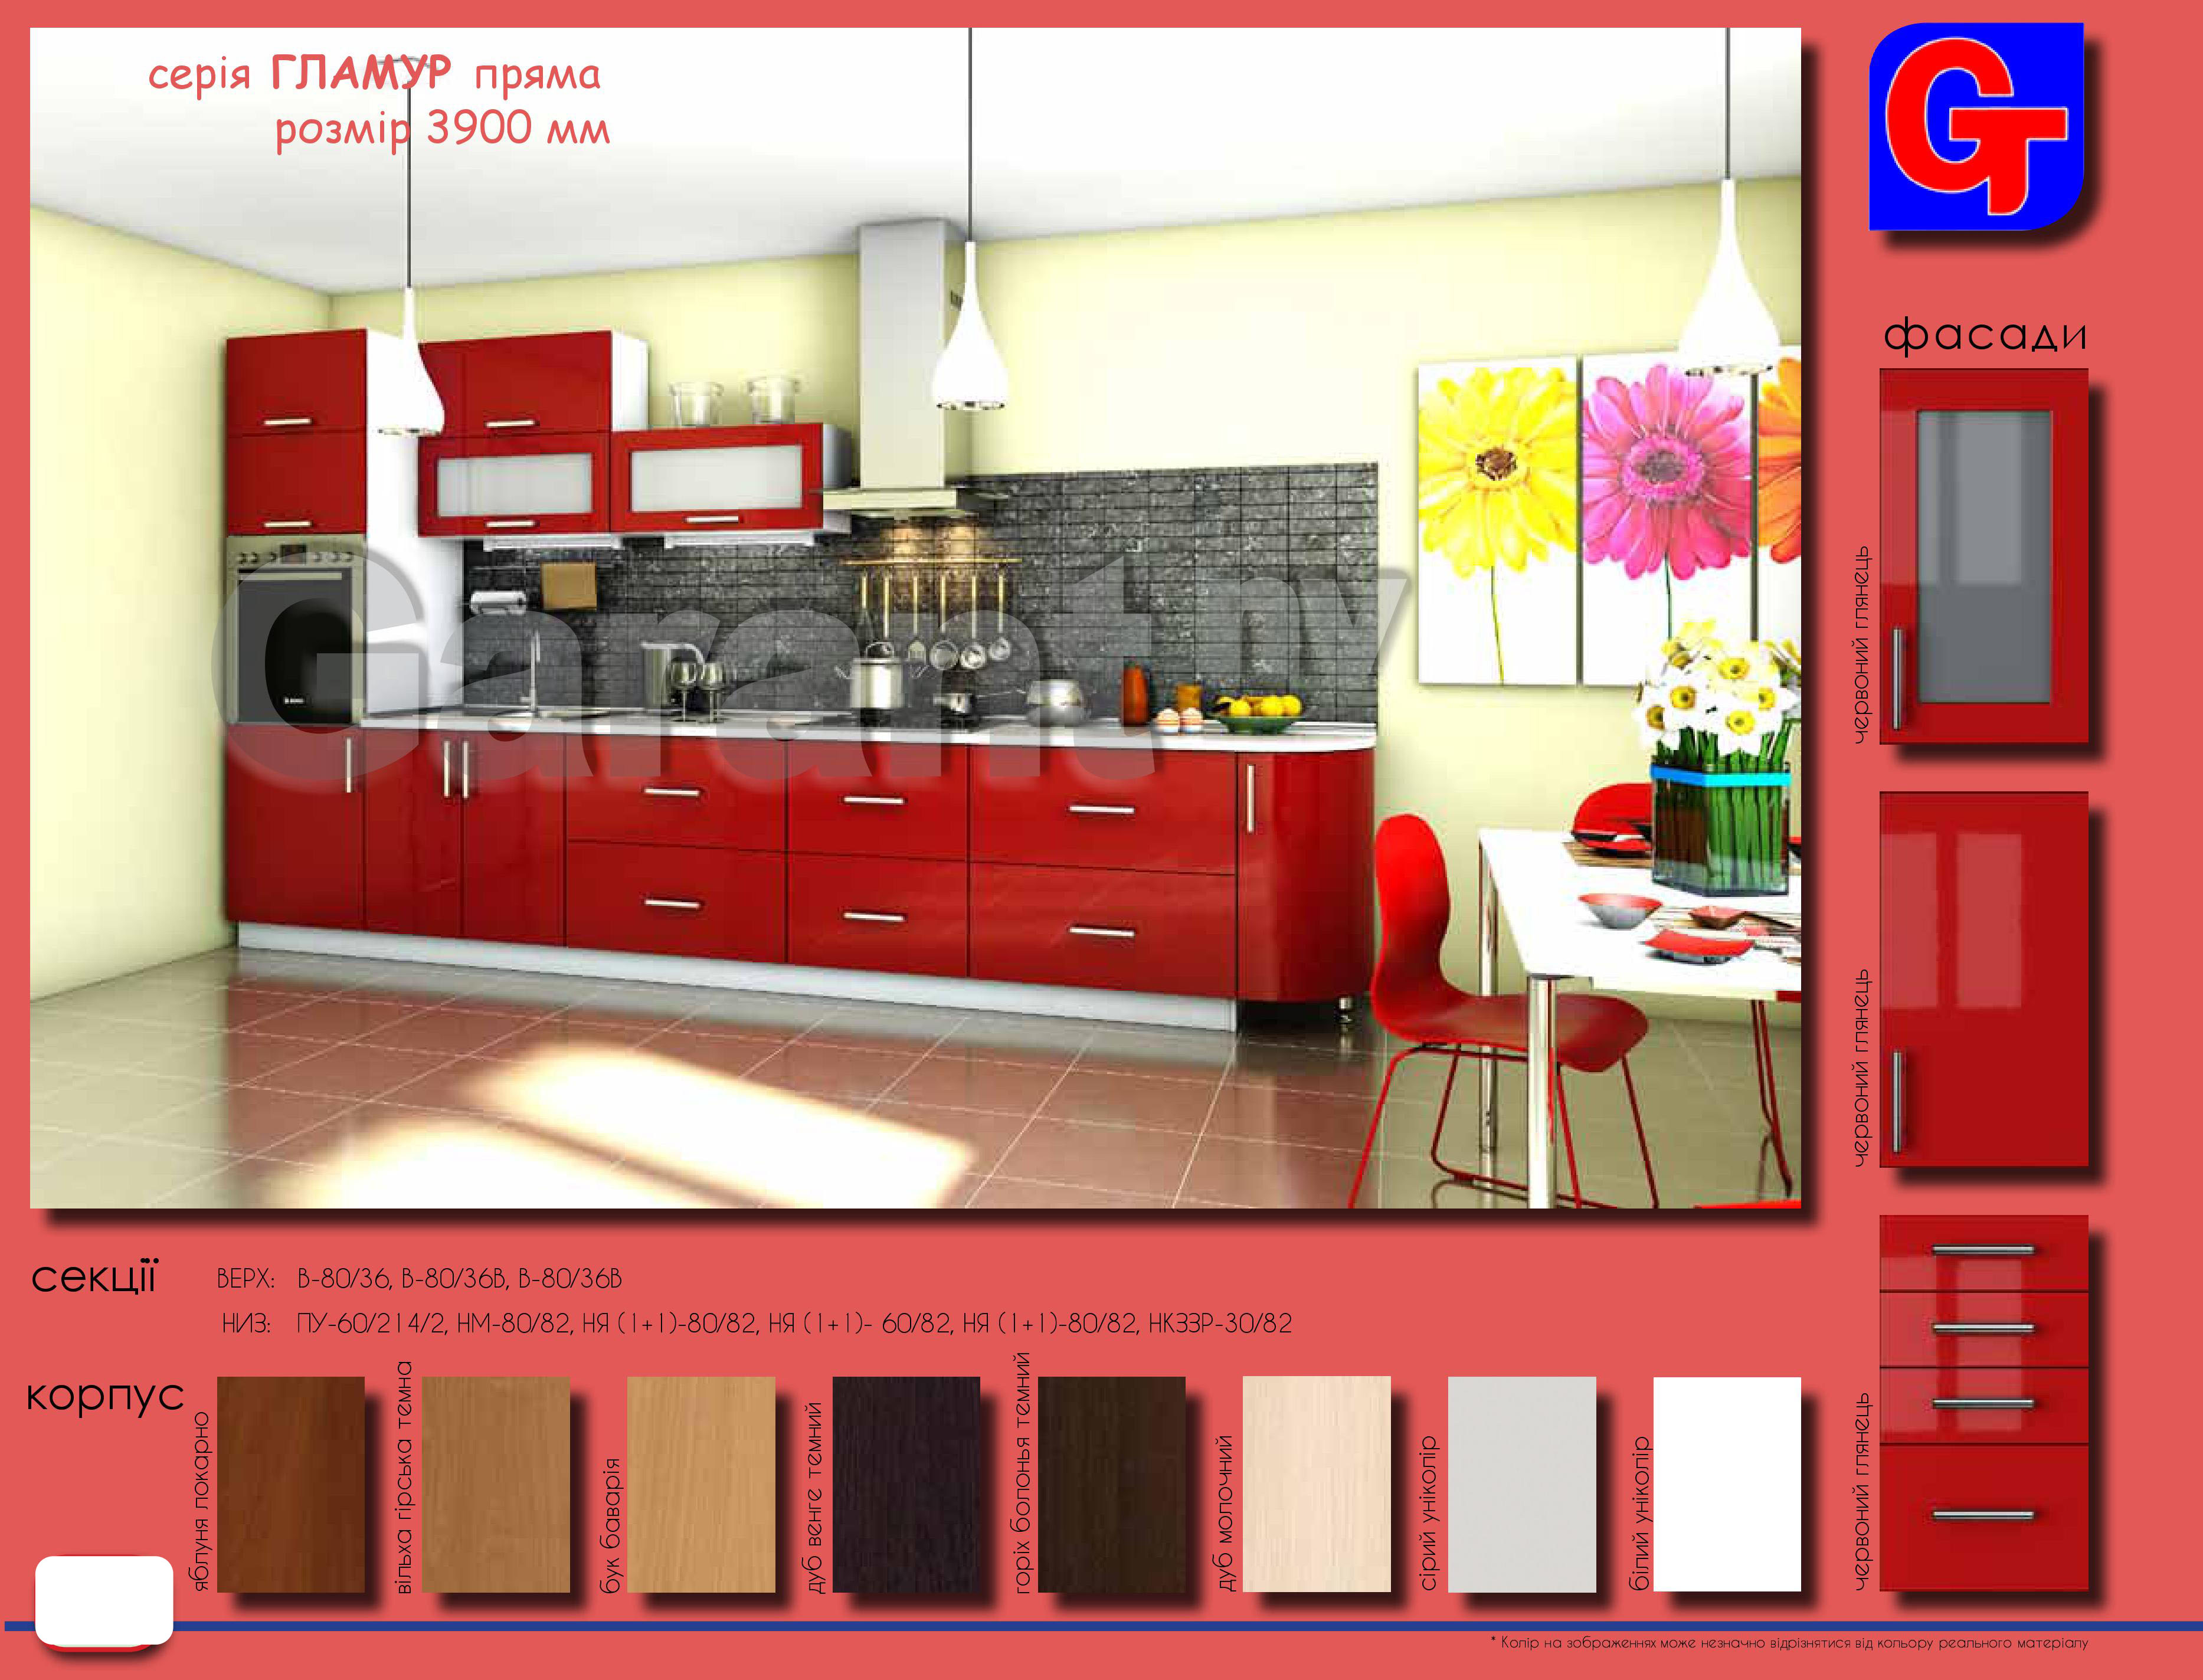 серія ГЛАМУР пряма
розмір 3900 мм
GT
фасади
Garant nv
червоний глянець
червоний глянець
червоний глянець
секції
ВЕРХ: В-80/36, В-80/36В, В-80/36В
НИЗ: ПУ-60/214/2, НМ-80/82, НЯ (1+1)-80/82, НЯ (1+1)- 60/82, НЯ (1+1)-80/82, НКЗЗР-30/82
корпус
яблуня локарно
вільха гірська темна
бук баварія
дуб венге темний
горіх болонья темний
дуб молочний
сірий уніколір
білий уніколір
* Колір на зображеннях може незначно відрізнятися від кольору реального матеріалу